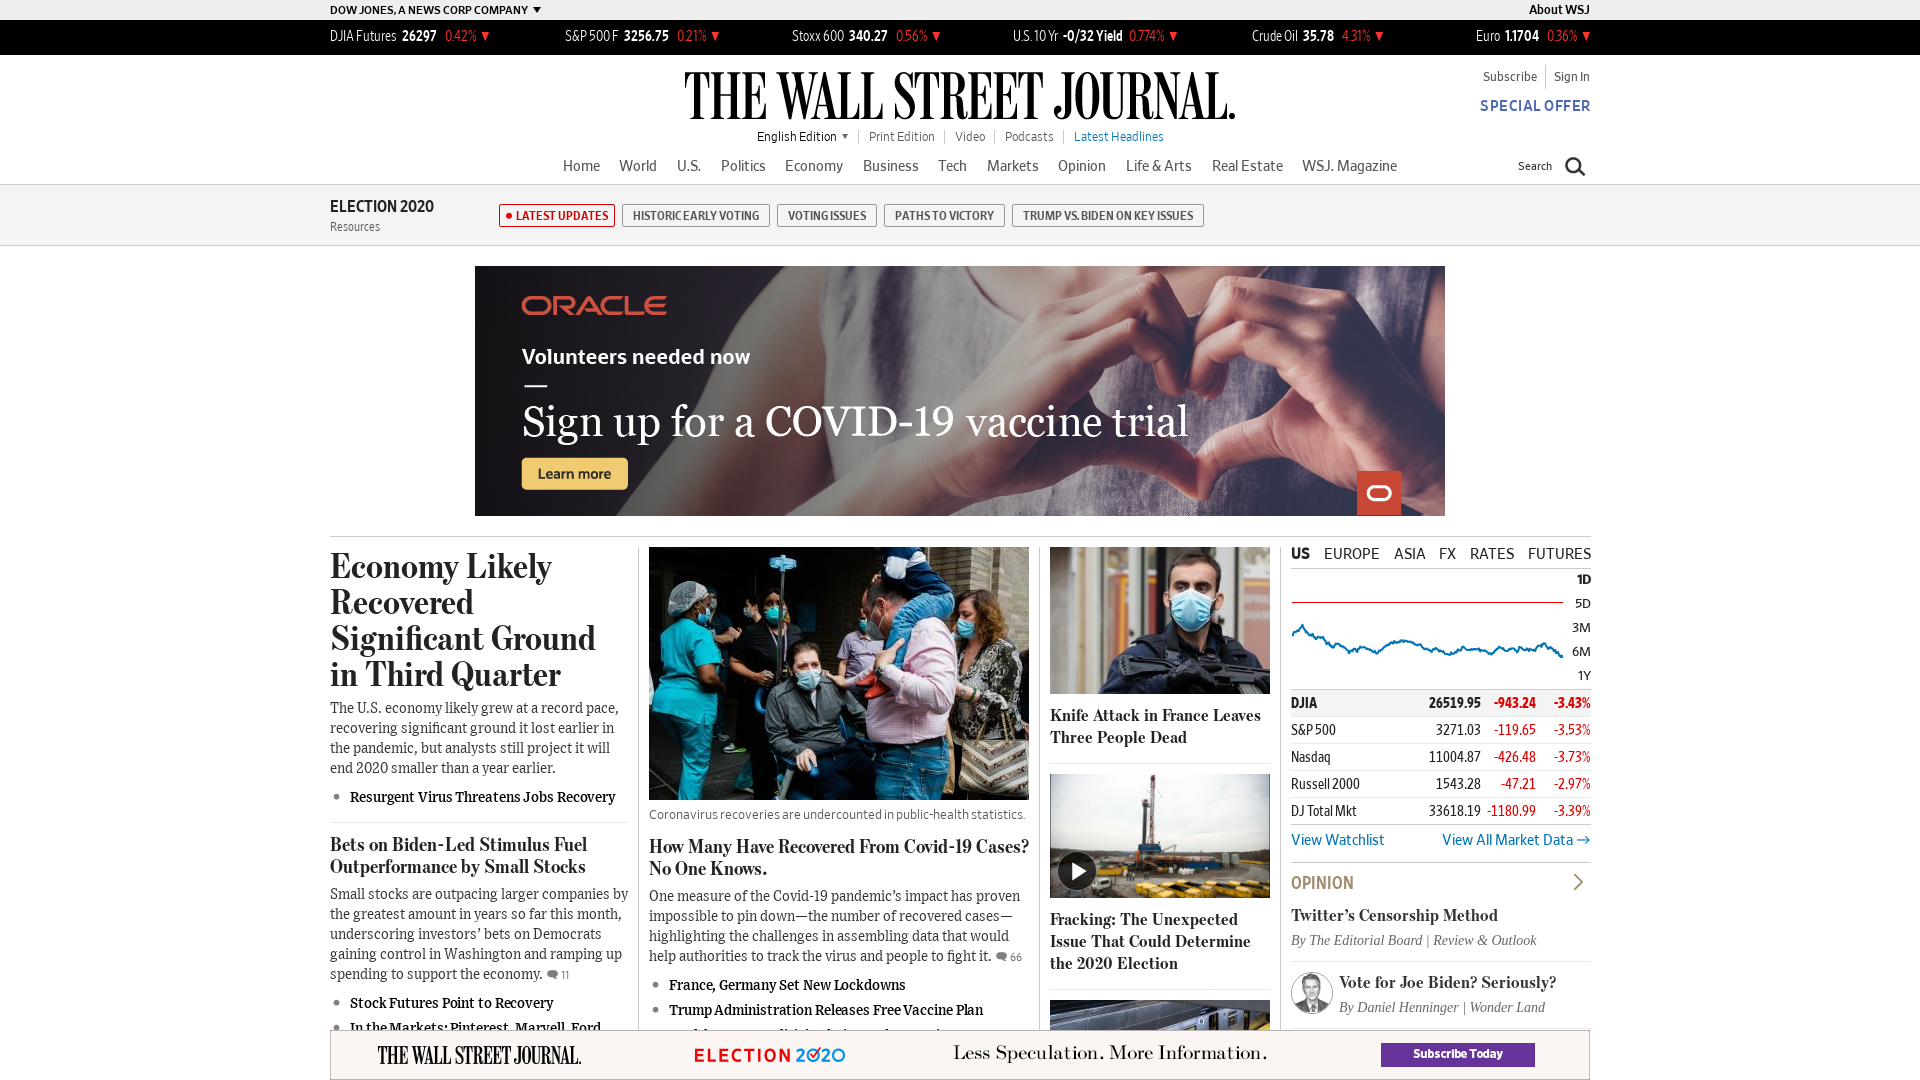 DOW JONES, A NEWS CORP COMPANY
About WSJ
DJIA Futures 26297 0.42%
S&P 500 F 3256.75 0.21%
Stoxx 600 340.27 0.56%
U.S. 10 Yr -0/32 Yield 0.774%
Crude Oil 35.78 4.31%
Euro 1.1704 0.36%
THE WALL STREET JOURNAL.
Subscribe
Sign In
SPECIAL OFFER
English Edition
Print Edition
Video
Podcasts
Latest Headlines
Home World U.S. Politics Economy Business Tech Markets Opinion Life & Arts Real Estate WSJ. Magazine
Search
ELECTION 2020
Resources
LATEST UPDATES
HISTORIC EARLY VOTING
VOTING ISSUES
PATHS TO VICTORY
TRUMP VS. BIDEN ON KEY ISSUES
ORACLE
Volunteers needed now
Sign up for a COVID-19 vaccine trial
Learn more
Economy Likely
Recovered
Significant Ground
in Third Quarter
The U.S. economy likely grew at a record pace,
recovering significant ground it lost earlier in
the pandemic, but analysts still project it will
end 2020 smaller than a year earlier.
Resurgent Virus Threatens Jobs Recovery
Bets on Biden-Led Stimulus Fuel
Outperformance by Small Stocks
Small stocks are outpacing larger companies by
the greatest amount in years so far this month,
underscoring investors’ bets on Democrats
gaining control in Washington and ramping up
spending to support the economy. 11
Stock Futures Point to Recovery
In the Markets: Pinterest, Marvell, Ford
Coronavirus recoveries are undercounted in public-health statistics.
How Many Have Recovered From Covid-19 Cases?
No One Knows.
One measure of the Covid-19 pandemic’s impact has proven
impossible to pin down—the number of recovered cases—
highlighting the challenges in assembling data that would
help authorities to track the virus and people to fight it. 66
France, Germany Set New Lockdowns
Trump Administration Releases Free Vaccine Plan
Knife Attack in France Leaves
Three People Dead
Fracking: The Unexpected
Issue That Could Determine
the 2020 Election
US EUROPE ASIA FX RATES FUTURES
1D
5D
3M
6M
1Y
DJIA 26519.95 -943.24 -3.43%
S&P 500 3271.03 -119.65 -3.53%
Nasdaq 11004.87 -426.48 -3.73%
Russell 2000 1543.28 -47.21 -2.97%
DJ Total Mkt 33618.19 -1180.99 -3.39%
View Watchlist
View All Market Data
OPINION
Twitter’s Censorship Method
By The Editorial Board | Review & Outlook
Vote for Joe Biden? Seriously?
By Daniel Henninger | Wonder Land
THE WALL STREET JOURNAL.
ELECTION 2020
Less Speculation. More Information.
Subscribe Today